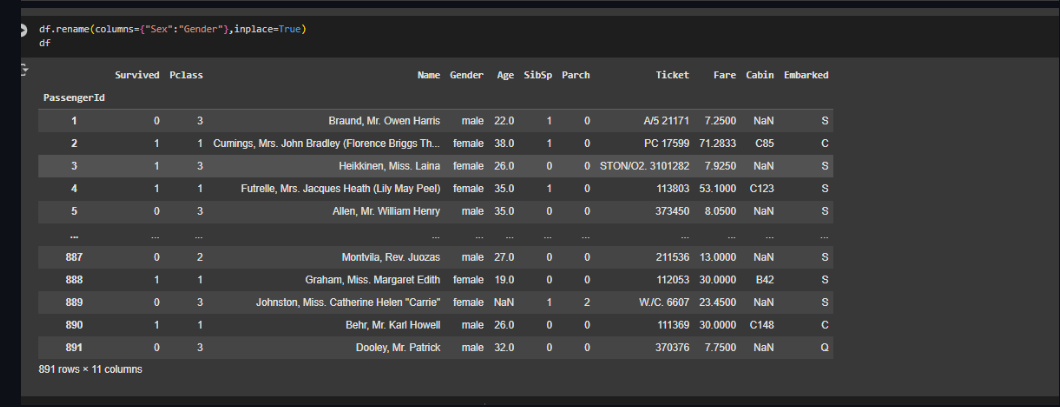 df.rename(columns={"Sex":"Gender"},inplace=True)
df
Survived Pclass Name Gender Age SibSp Parch Ticket Fare Cabin Embarked
PassengerId
1 0 3 Braund, Mr. Owen Harris male 22.0 1 0 A/5 21171 7.2500 NaN S
2 1 1 Cumings, Mrs. John Bradley (Florence Briggs Th... female 38.0 1 0 PC 17599 71.2833 C85 C
3 1 3 Heikkinen, Miss. Laina female 26.0 0 0 STON/O2. 3101282 7.9250 NaN S
4 1 1 Futrelle, Mrs. Jacques Heath (Lily May Peel) female 35.0 1 0 113803 53.1000 C123 S
5 0 3 Allen, Mr. William Henry male 35.0 0 0 373450 8.0500 NaN S
... ... ... ... ... ... ... ... ... ... ... ...
887 0 2 Montvila, Rev. Juozas male 27.0 0 0 211536 13.0000 NaN S
888 1 1 Graham, Miss. Margaret Edith female 19.0 0 0 112053 30.0000 B42 S
889 0 3 Johnston, Miss. Catherine Helen "Carrie" female NaN 1 2 W./C. 6607 23.4500 NaN S
890 1 1 Behr, Mr. Karl Howell male 26.0 0 0 111369 30.0000 C148 C
891 0 3 Dooley, Mr. Patrick male 32.0 0 0 370376 7.7500 NaN Q
891 rows × 11 columns